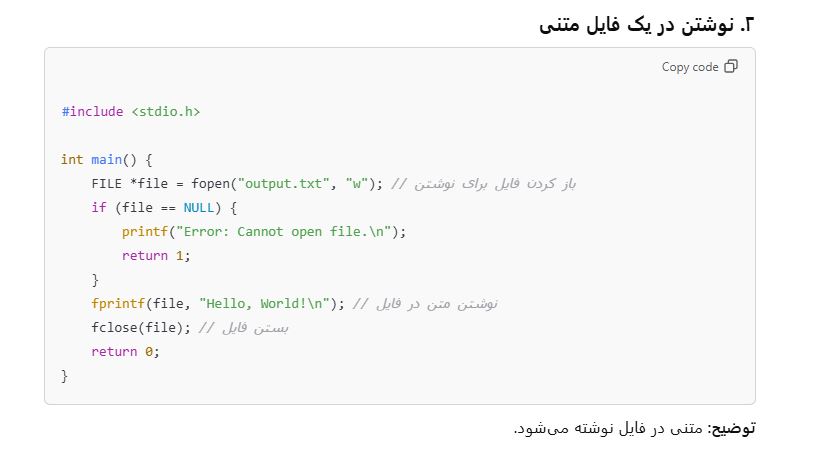 ۲. نوشتن در یک فایل متنی
Copy code
#include <stdio.h>
int main() {
    FILE *file = fopen("output.txt", "w"); // باز کردن فایل برای نوشتن
    if (file == NULL) {
        printf("Error: Cannot open file.\n");
        return 1;
    }
    fprintf(file, "Hello, World!\n"); // نوشتن متن در فایل
    fclose(file); // بستن فایل
    return 0;
}
توضیح: متنی در فایل نوشته می‌شود.